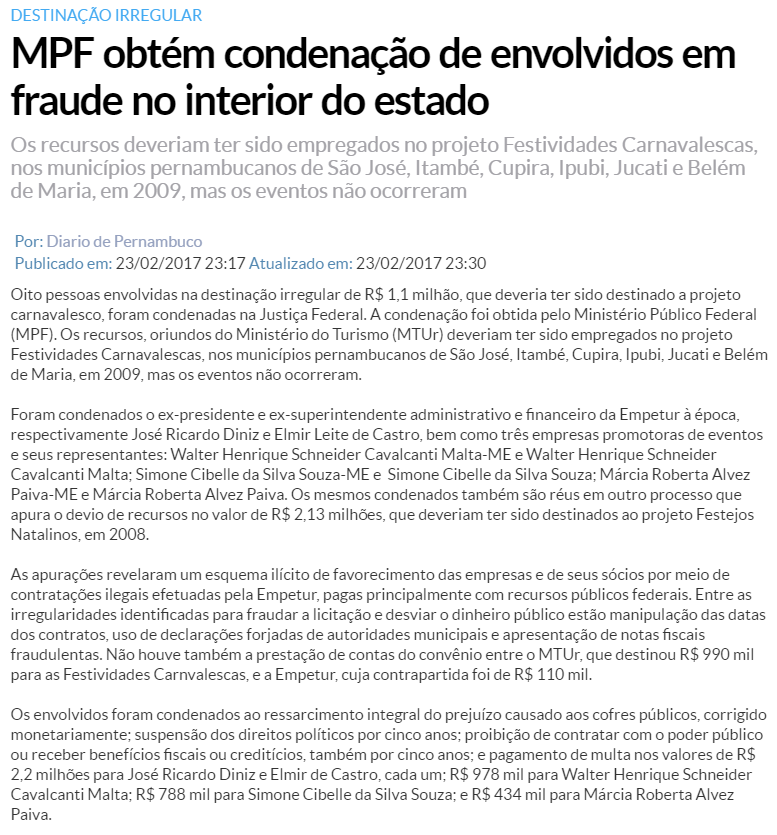 DESTINAÇÃO IRREGULAR
MPF obtém condenação de envolvidos em
fraude no interior do estado
Os recursos deveriam ter sido empregados no projeto Festividades Carnavalescas,
nos municípios pernambucanos de São José, Itambé, Cupira, Ipubi, Jucati e Belém
de Maria, em 2009, mas os eventos não ocorreram
Por: Diario de Pernambuco
Publicado em: 23/02/2017 23:17 Atualizado em: 23/02/2017 23:30
Oito pessoas envolvidas na destinação irregular de R$ 1,1 milhão, que deveria ter sido destinado a projeto
carnavalesco, foram condenadas na Justiça Federal. A condenação foi obtida pelo Ministério Público Federal
(MPF). Os recursos, oriundos do Ministério do Turismo (MTUr) deveriam ter sido empregados no projeto
Festividades Carnavalescas, nos municípios pernambucanos de São José, Itambé, Cupira, Ipubi, Jucati e Belém
de Maria, em 2009, mas os eventos não ocorreram.
Foram condenados o ex-presidente e ex-superintendente administrativo e financeiro da Empetur à época,
respectivamente José Ricardo Diniz e Elmir Leite de Castro, bem como três empresas promotoras de eventos
e seus representantes: Walter Henrique Schneider Cavalcanti Malta-ME e Walter Henrique Schneider
Cavalcanti Malta; Simone Cibelle da Silva Souza-ME e  Simone Cibelle da Silva Souza; Márcia Roberta Alvez
Paiva-ME e Márcia Roberta Alvez Paiva. Os mesmos condenados também são réus em outro processo que
apura o devio de recursos no valor de R$ 2,13 milhões, que deveriam ter sido destinados ao projeto Festejos
Natalinos, em 2008.
As apurações revelaram um esquema ilícito de favorecimento das empresas e de seus sócios por meio de
contratações ilegais efetuadas pela Empetur, pagas principalmente com recursos públicos federais. Entre as
irregularidades identificadas para fraudar a licitação e desviar o dinheiro público estão manipulação das datas
dos contratos, uso de declarações forjadas de autoridades municipais e apresentação de notas fiscais
fraudulentas. Não houve também a prestação de contas do convênio entre o MTUr, que destinou R$ 990 mil
para as Festividades Carnvalescas, e a Empetur, cuja contrapartida foi de R$ 110 mil.
Os envolvidos foram condenados ao ressarcimento integral do prejuízo causado aos cofres públicos, corrigido
monetariamente; suspensão dos direitos políticos por cinco anos; proibição de contratar com o poder público
ou receber benefícios fiscais ou creditícios, também por cinco anos; e pagamento de multa nos valores de R$
2,2 milhões para José Ricardo Diniz e Elmir de Castro, cada um; R$ 978 mil para Walter Henrique Schneider
Cavalcanti Malta; R$ 788 mil para Simone Cibelle da Silva Souza; e R$ 434 mil para Márcia Roberta Alvez
Paiva.